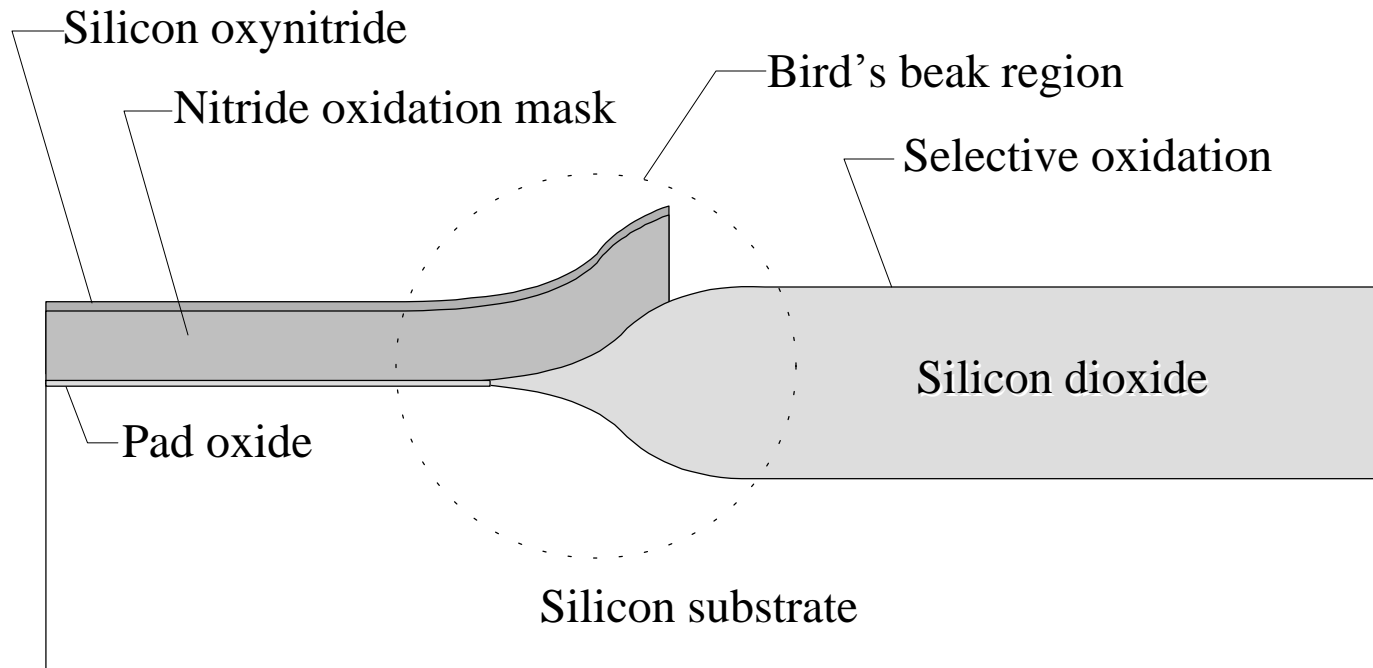 Silicon oxynitride
Nitride oxidation mask
Bird’s beak region
Selective oxidation
Silicon dioxide
Pad oxide
Silicon substrate